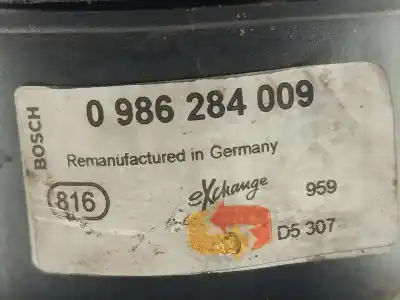 BOSCH
0 986 284 009
Remanufactured in Germany
816
eXchange
959
D5 307